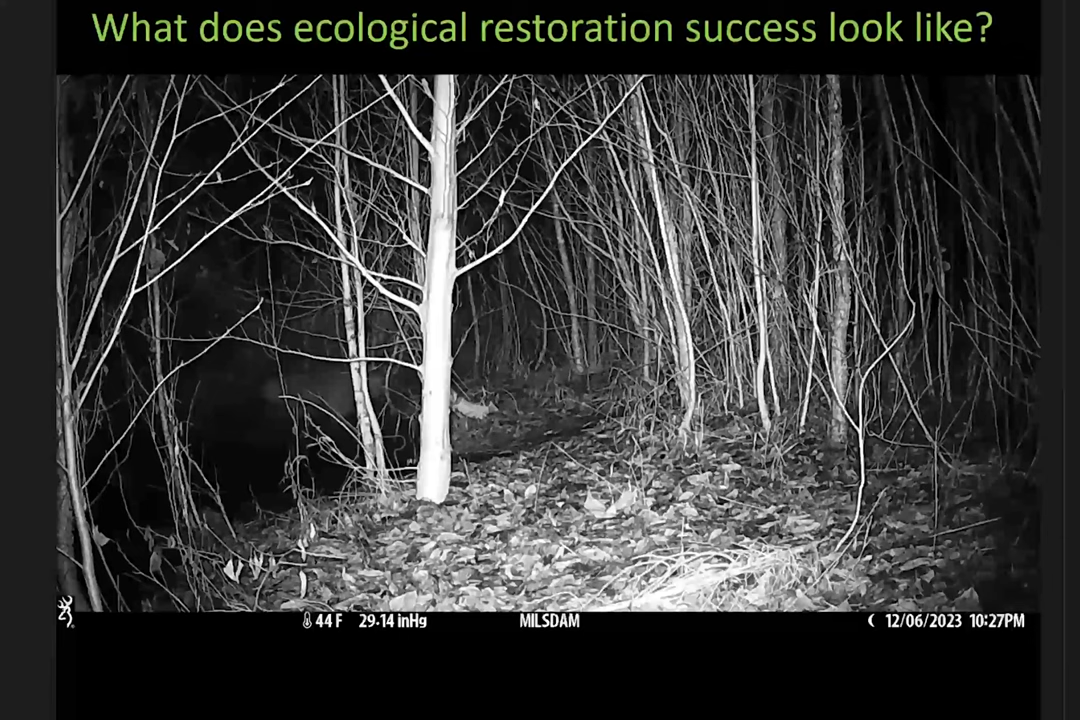 What does ecological restoration success look like?
44 F 29.14 inHg MILSDAM 12/06/2023 10:27PM